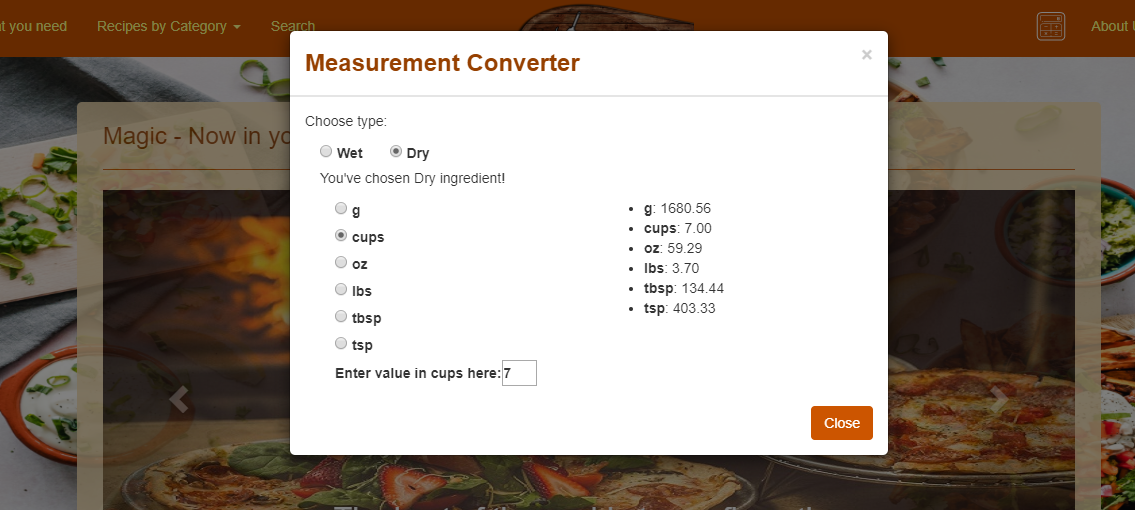 t you need Recipes by Category Search About
Measurement Converter ×
Magic - Now in yo
Choose type:
Wet Dry
You've chosen Dry ingredient!
g
cups
oz
lbs
tbsp
tsp
Enter value in cups here: 7
g: 1680.56
cups: 7.00
oz: 59.29
lbs: 3.70
tbsp: 134.44
tsp: 403.33
Close